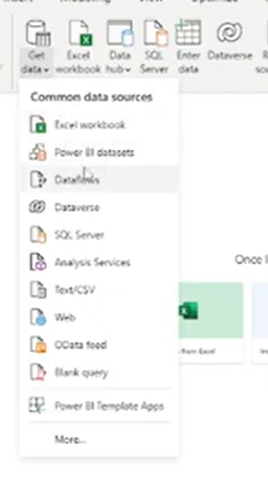 Get data
Excel workbook
Data hub
SQL Server
Enter data
Dataverse
Common data sources
Excel workbook
Power BI datasets
Dataflows
Dataverse
SQL Server
Analysis Services
Text/CSV
Web
OData feed
Blank query
Power BI Template Apps
More...
Once l
from Excel